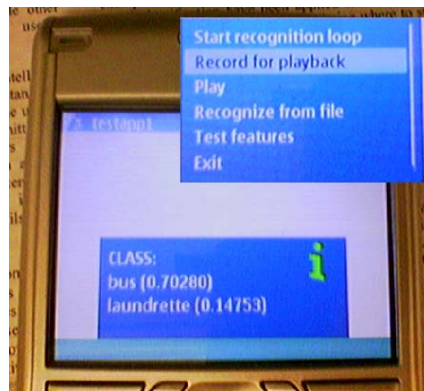 Start recognition loop
Record for playback
Play
Recognize from file
Test features
Exit
testapp1
CLASS:
bus (0.70280)
laundrette (0.14753)